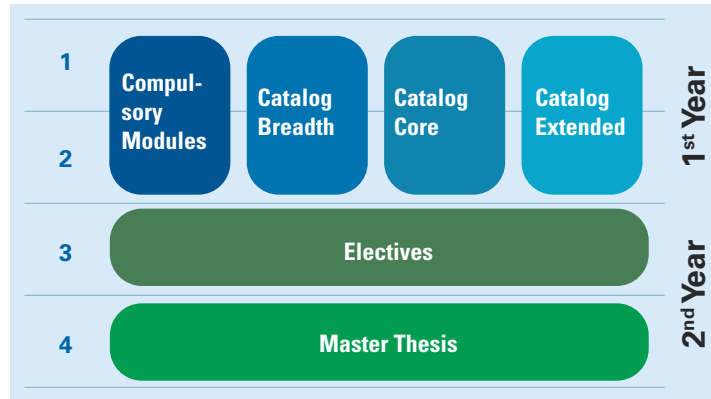 1
Compul-
sory
Modules
Catalog
Breadth
Catalog
Core
Catalog
Extended
2
1st Year
3
Electives
4
Master Thesis
2nd Year